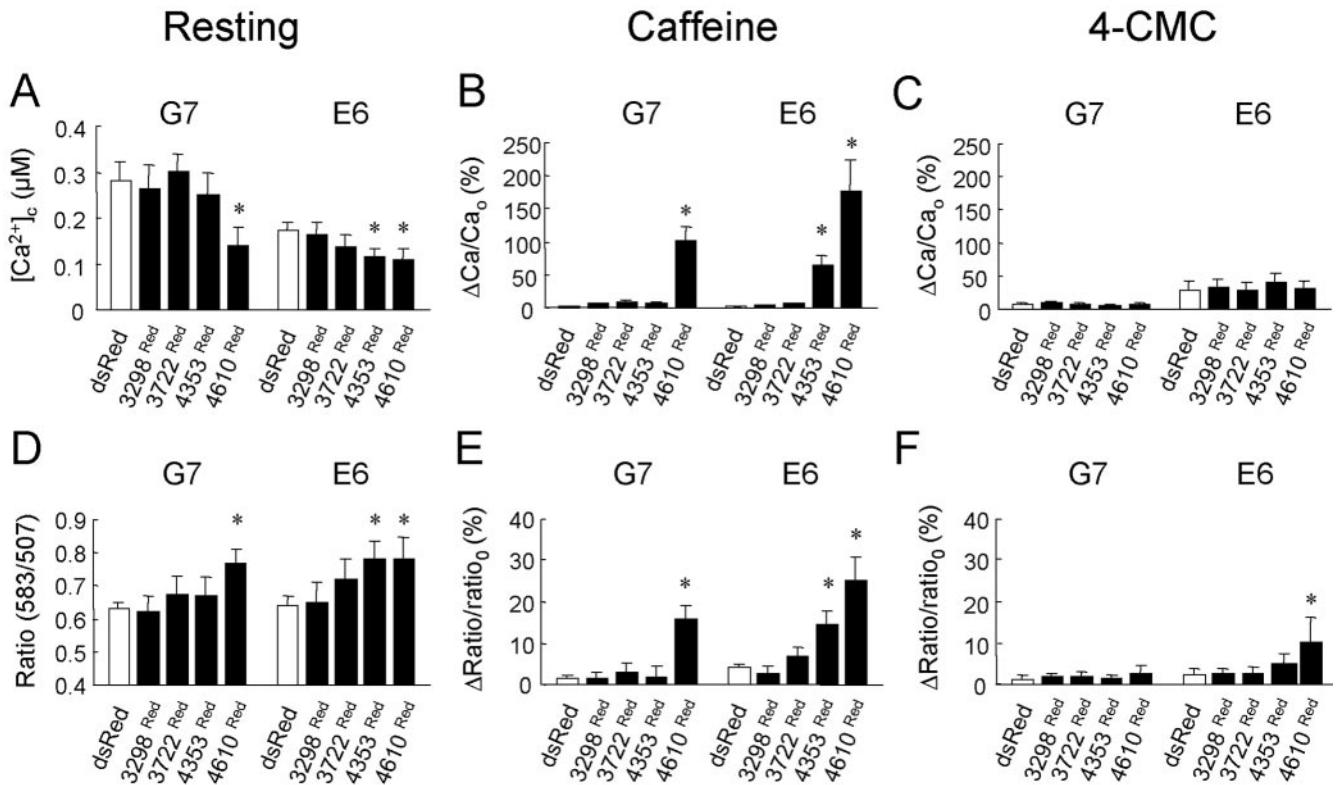 Resting Caffeine 4-CMC
A B C
G7 E6 G7 E6 G7 E6
[Ca²⁺]c (μM)
0.4
0.3
0.2
0.1
0
* * *
dsRed 3298 Red 3722 Red 4353 Red 4610 Red dsRed 3298 Red 3722 Red 4353 Red 4610 Red
ΔCa/Cao (%)
250
200
150
100
50
0
* * *
dsRed 3298 Red 3722 Red 4353 Red 4610 Red dsRed 3298 Red 3722 Red 4353 Red 4610 Red
ΔCa/Cao (%)
250
200
150
100
50
0
dsRed 3298 Red 3722 Red 4353 Red 4610 Red dsRed 3298 Red 3722 Red 4353 Red 4610 Red
D E F
G7 E6 G7 E6 G7 E6
Ratio (583/507)
0.9
0.8
0.7
0.6
0.5
0.4
* * *
dsRed 3298 Red 3722 Red 4353 Red 4610 Red dsRed 3298 Red 3722 Red 4353 Red 4610 Red
ΔRatio/ratio₀ (%)
40
30
20
10
0
* * *
dsRed 3298 Red 3722 Red 4353 Red 4610 Red dsRed 3298 Red 3722 Red 4353 Red 4610 Red
ΔRatio/ratio₀ (%)
40
30
20
10
0
*
dsRed 3298 Red 3722 Red 4353 Red 4610 Red dsRed 3298 Red 3722 Red 4353 Red 4610 Red